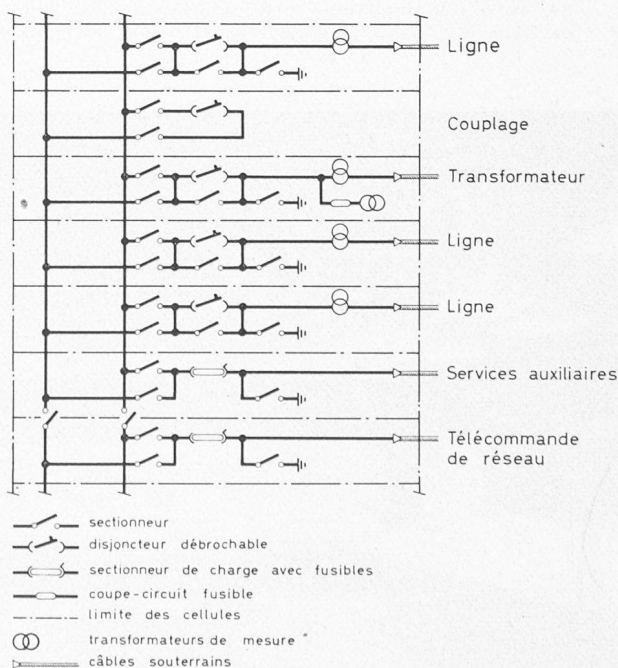 Ligne
Couplage
Transformateur
Ligne
Ligne
Services auxiliaires
Télécommande
de réseau
sectionneur
disjoncteur débrochable
sectionneur de charge avec fusibles
coupe-circuit fusible
limite des cellules
transformateurs de mesure
câbles souterrains